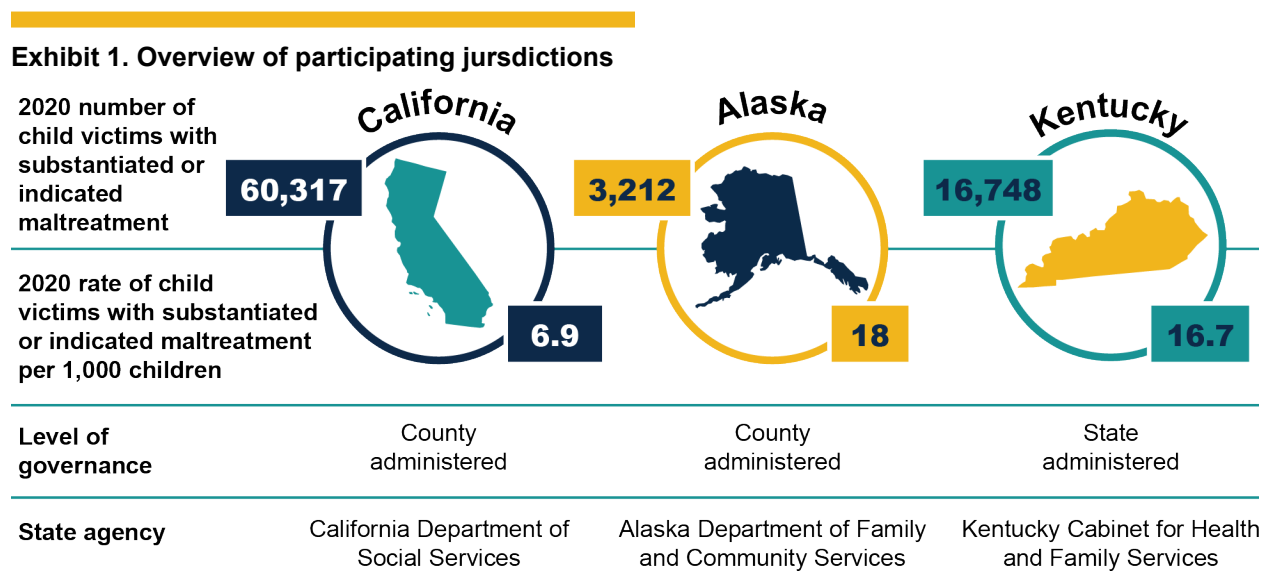 Exhibit 1. Overview of participating jursdictions
2020 number of
child victims with
substantiated or
indicated
maltreatment
California
60,317
Alaska
3,212
Kentucky
16,748
2020 rate of child
victims with substantiated
or indicated maltreatment
per 1,000 children
6.9
18
16.7
Level of
governance
County
administered
County
administered
State
administered
State agency
California Department of
Social Services
Alaska Department of Family
and Community Services
Kentucky Cabinet for Health
and Family Services